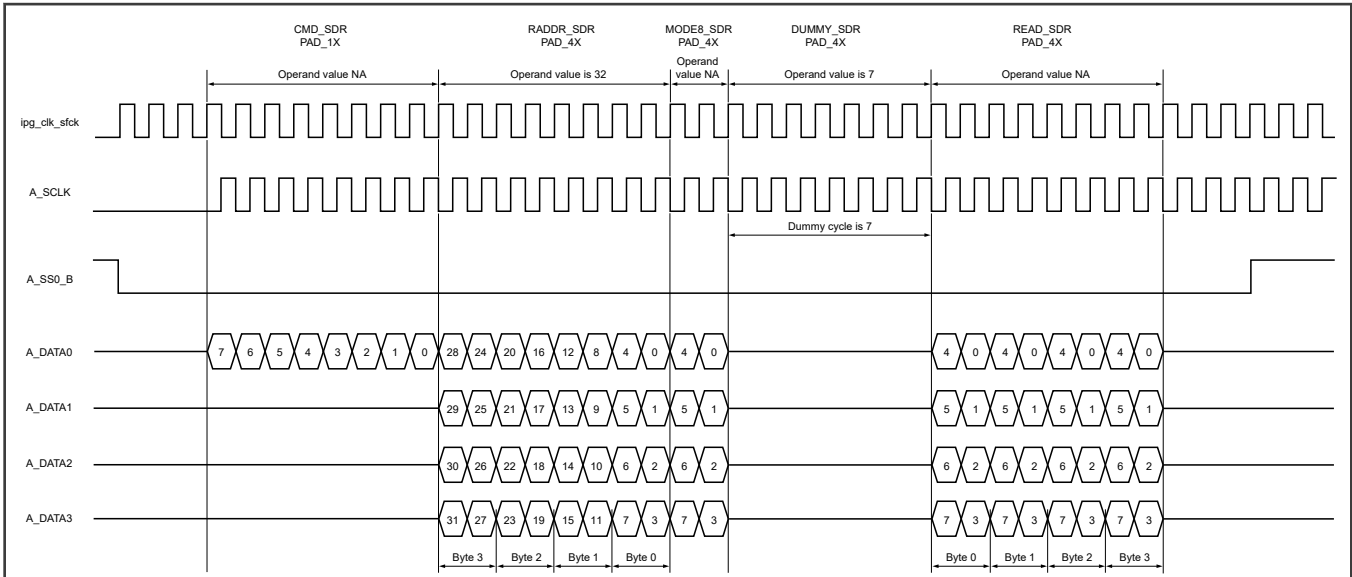 CMD_SDR RADDR_SDR MODE8_SDR DUMMY_SDR READ_SDR
PAD_1X PAD_4X PAD_4X PAD_4X PAD_4X
Operand value NA Operand value is 32 Operand value NA Operand value is 7 Operand value NA
ipg_clk_sfck
A_SCLK
Dummy cycle is 7
A_SS0_B
A_DATA0 7 6 5 4 3 2 1 0 28 24 20 16 12 8 4 0 4 0 4 0 4 0 4 0 4 0
A_DATA1 29 25 21 17 13 9 5 1 5 1 5 1 5 1 5 1 5 1
A_DATA2 30 26 22 18 14 10 6 2 6 2 6 2 6 2 6 2 6 2
A_DATA3 31 27 23 19 15 11 7 3 7 3 7 3 7 3 7 3 7 3
Byte 3 Byte 2 Byte 1 Byte 0 Byte 0 Byte 1 Byte 2 Byte 3